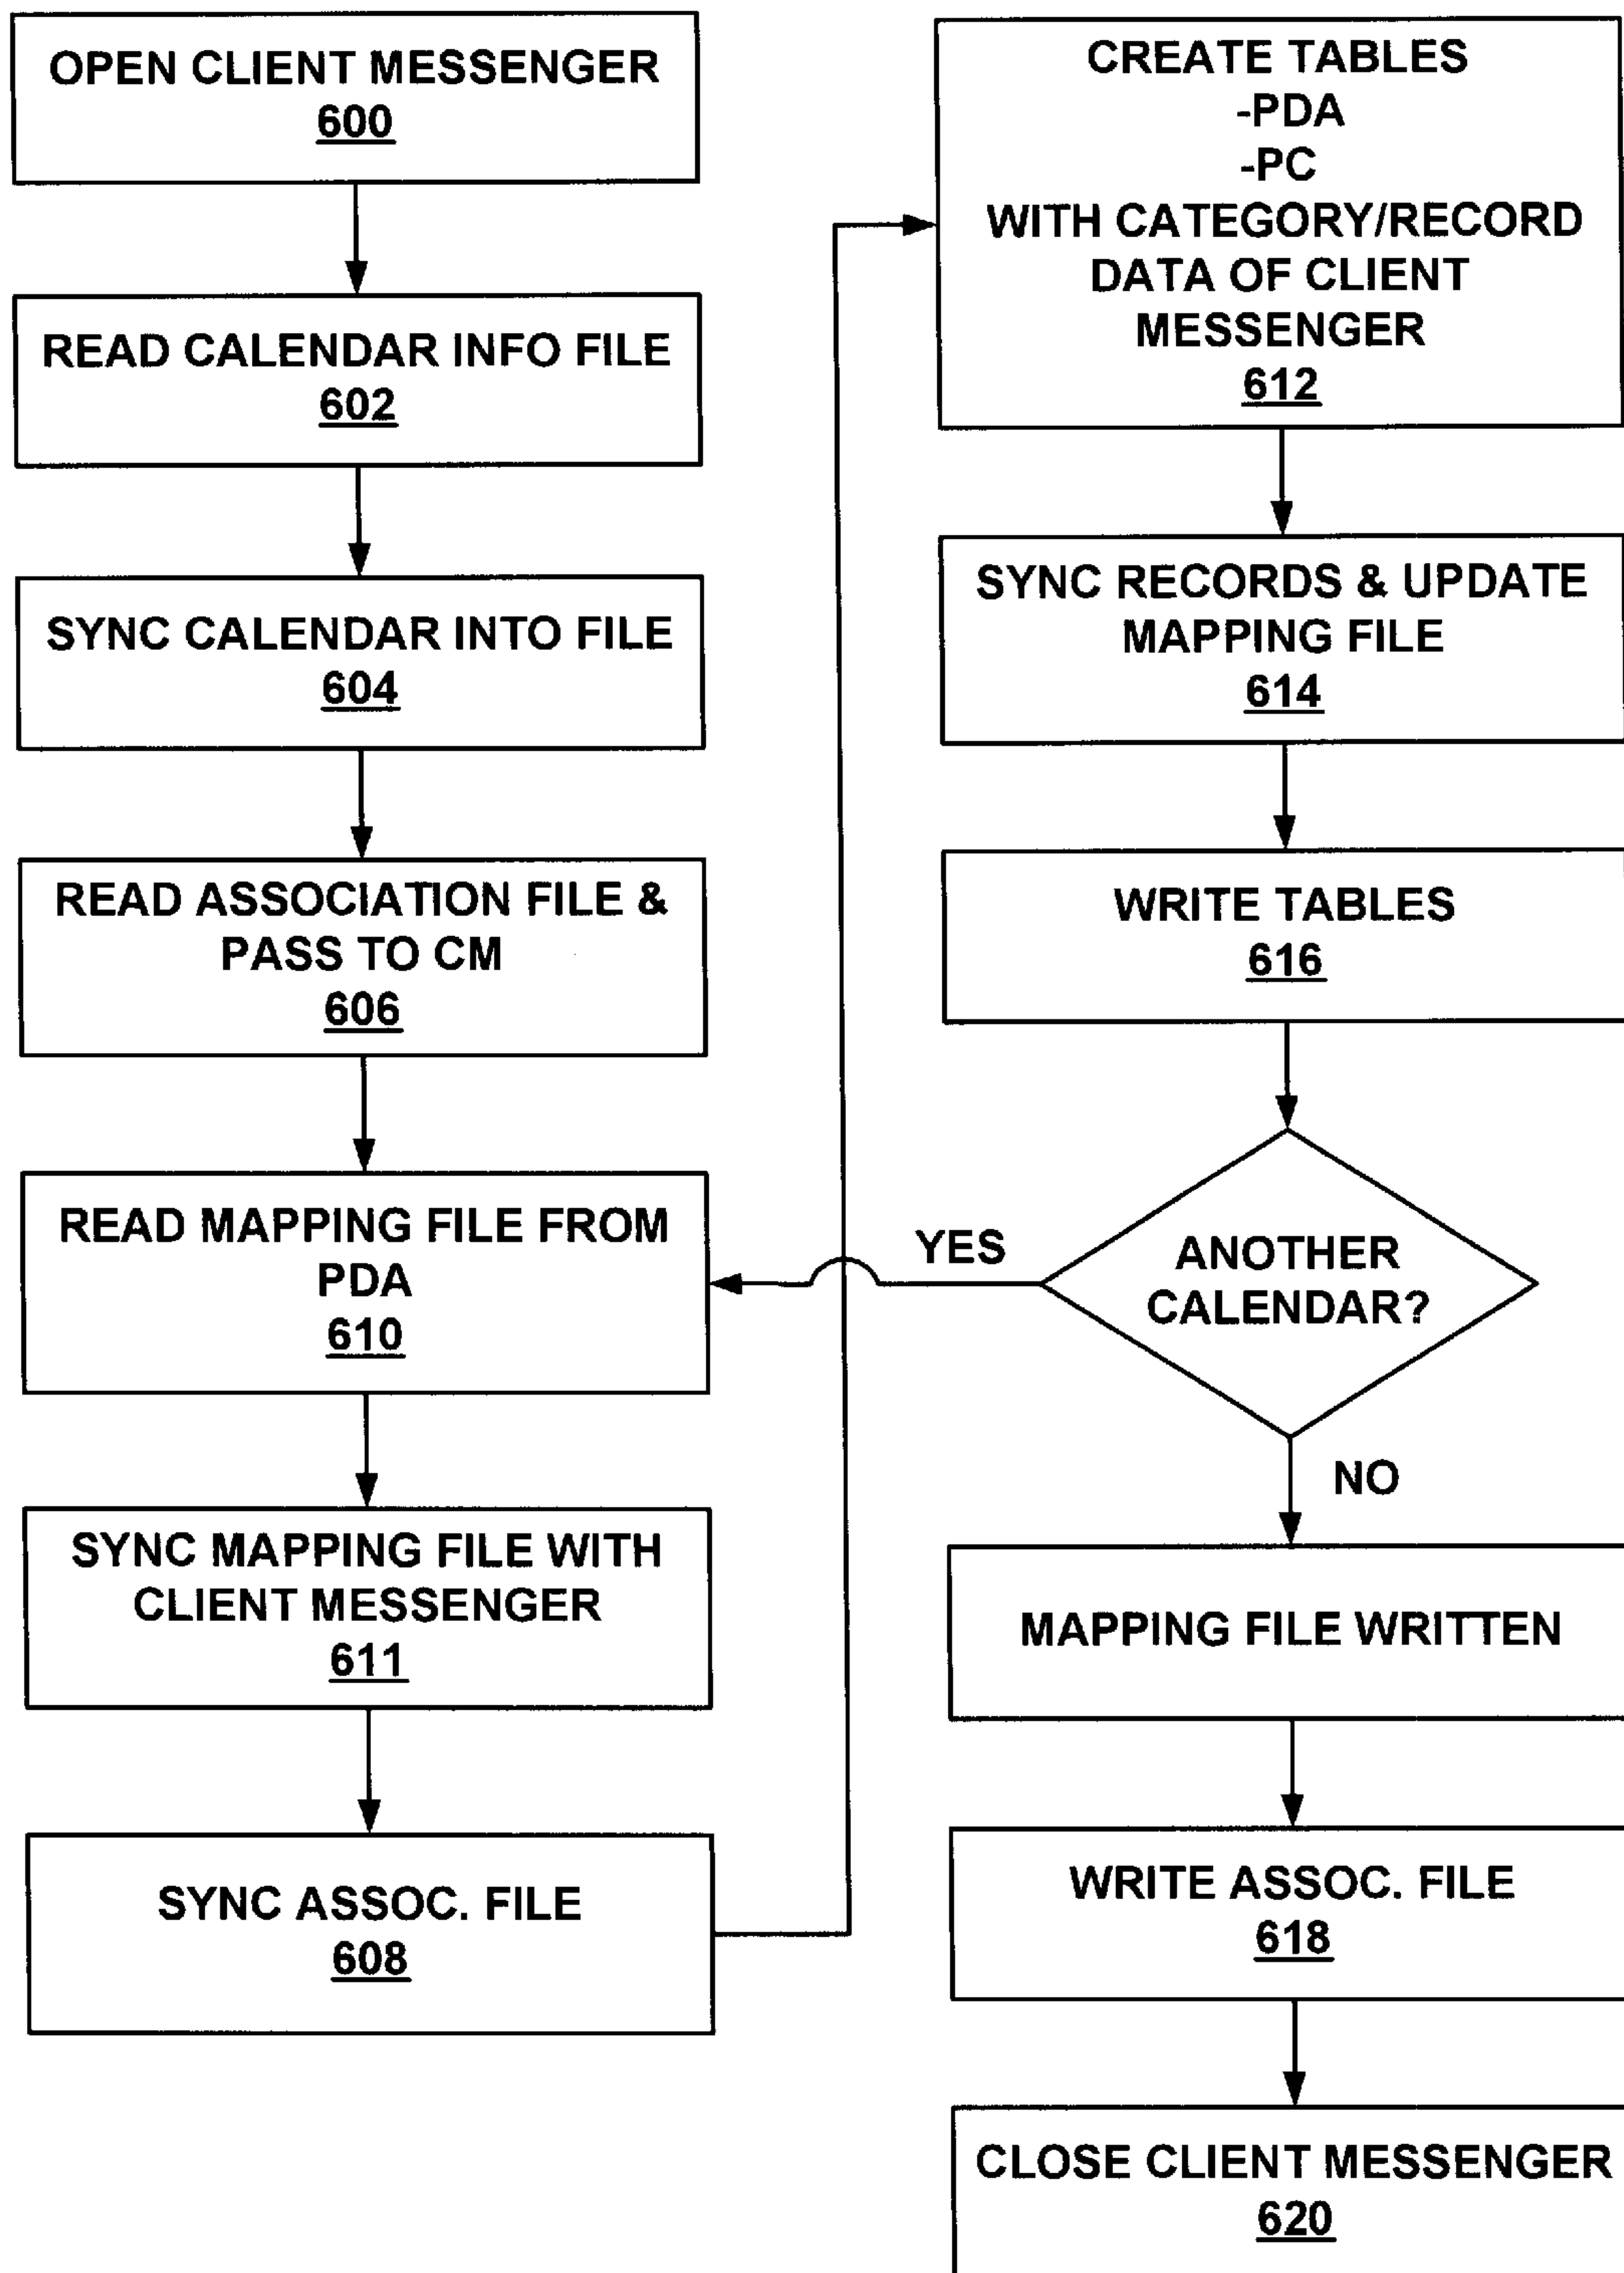 OPEN CLIENT MESSENGER
600
READ CALENDAR INFO FILE
602
SYNC CALENDAR INTO FILE
604
READ ASSOCIATION FILE &
PASS TO CM
606
READ MAPPING FILE FROM
PDA
610
SYNC MAPPING FILE WITH
CLIENT MESSENGER
611
SYNC ASSOC. FILE
608
CREATE TABLES
-PDA
-PC
WITH CATEGORY/RECORD
DATA OF CLIENT
MESSENGER
612
SYNC RECORDS & UPDATE
MAPPING FILE
614
WRITE TABLES
616
ANOTHER
CALENDAR?
YES
NO
MAPPING FILE WRITTEN
WRITE ASSOC. FILE
618
CLOSE CLIENT MESSENGER
620